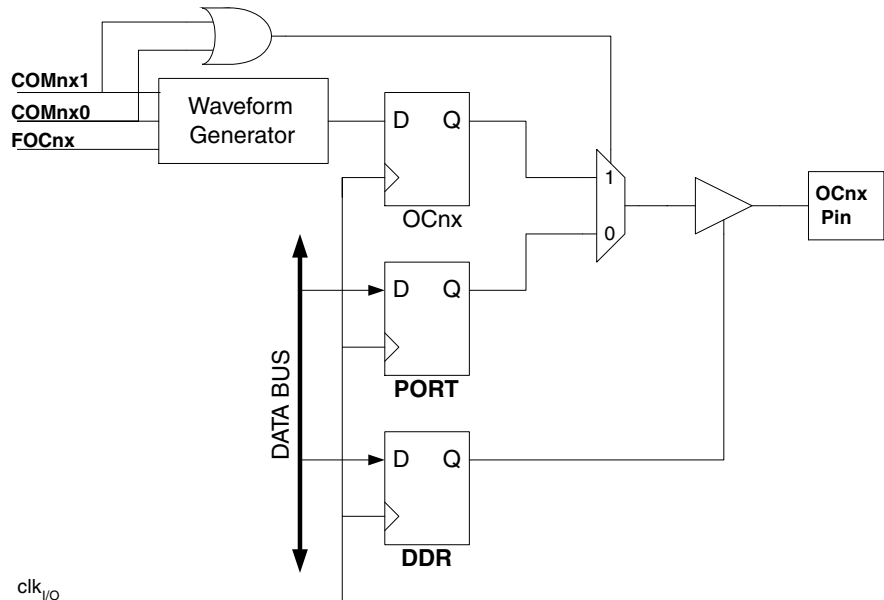 COMnx1
COMnx0
FOCnx
Waveform
Generator
D Q
OCnx
1
0
OCnx
Pin
D Q
PORT
DATA BUS
D Q
DDR
clkI/O